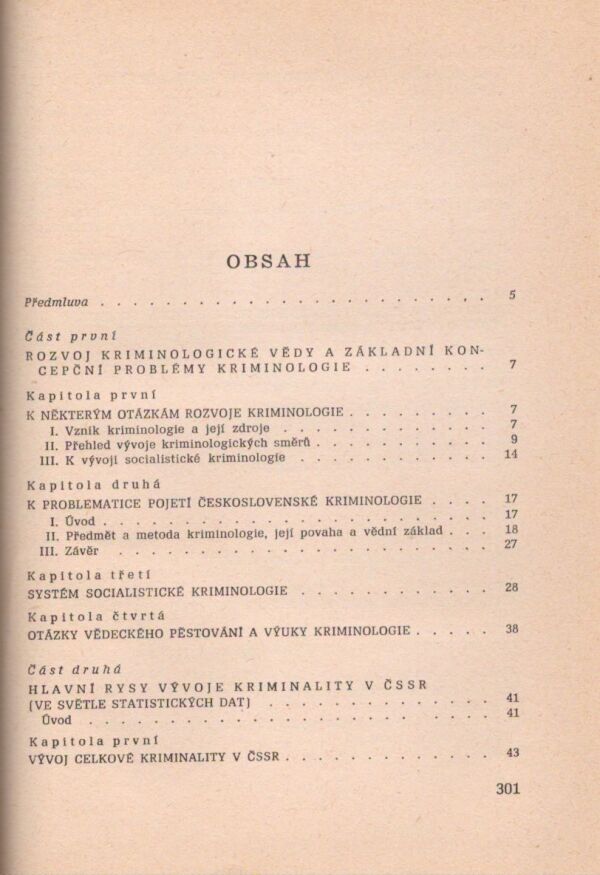 OBSAH
Předmluva . . . . . . . . . . . . . . . . . . . . . . 5
Část první
ROZVOJ KRIMINOLOGICKÉ VĚDY A ZÁKLADNÍ KON-
CEPČNÍ PROBLÉMY KRIMINOLOGIE . . . . . . . . 7
Kapitola první
K NĚKTERÝM OTÁZKÁM ROZVOJE KRIMINOLOGIE . . . . . . . . . 7
I. Vznik kriminologie a její zdroje . . . . . . . . . . . . . 7
II. Přehled vývoje kriminologických směrů . . . . . . . . . . . 9
III. K vývoji socialistické kriminologie . . . . . . . . . . . . 14
Kapitola druhá
K PROBLEMATICE POJETÍ ČESKOSLOVENSKÉ KRIMINOLOGIE . . . . 17
I. Úvod . . . . . . . . . . . . . . . . . . . . . . 17
II. Předmět a metoda kriminologie, její povaha a vědní základ . . . 18
III. Závěr . . . . . . . . . . . . . . . . . . . . . 27
Kapitola třetí
SYSTÉM SOCIALISTICKÉ KRIMINOLOGIE . . . . . . . . . . . . 28
Kapitola čtvrtá
OTÁZKY VĚDECKÉHO PĚSTOVÁNÍ A VÝUKY KRIMINOLOGIE . . . . . 38
Část druhá
HLAVNÍ RYSY VÝVOJE KRIMINALITY V ČSSR
(VE SVĚTLE STATISTICKÝCH DAT) . . . . . . . . . . . . . 41
Úvod . . . . . . . . . . . . . . . . . . . . . . . 41
Kapitola první
VÝVOJ CELKOVÉ KRIMINALITY V ČSSR . . . . . . . . . . . . . 43
301